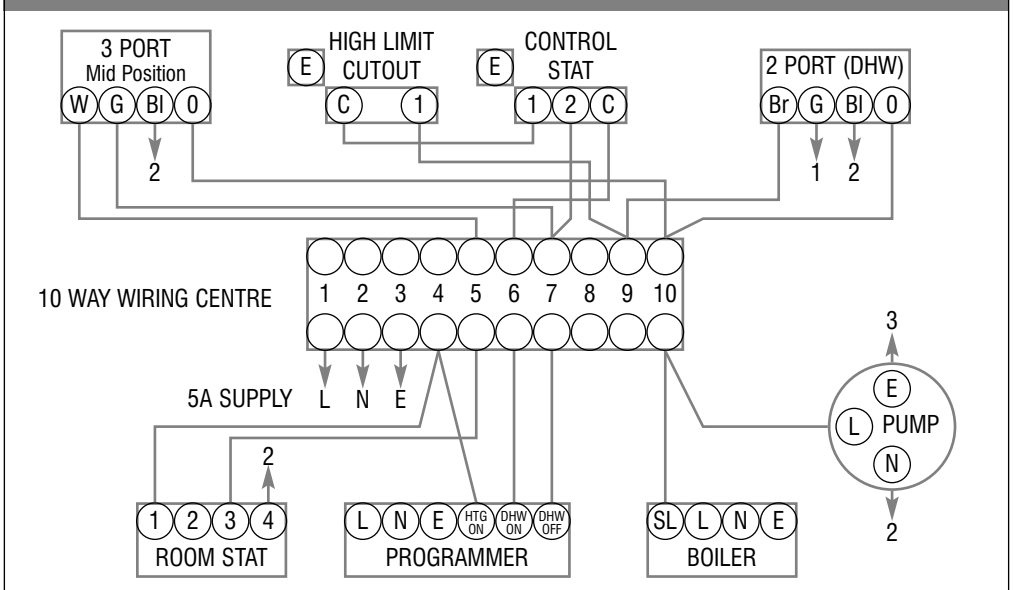 3 PORT
Mid Position
W G Bl 0
2
E
HIGH LIMIT
CUTOUT
C 1
E
CONTROL
STAT
1 2 C
2 PORT (DHW)
Br G Bl 0
1 2
10 WAY WIRING CENTRE
1 2 3 4 5 6 7 8 9 10
5A SUPPLY L N E
3
E
L PUMP
N
2
2
1 2 3 4
ROOM STAT
L N E HTG ON DHW ON DHW OFF
PROGRAMMER
SL L N E
BOILER